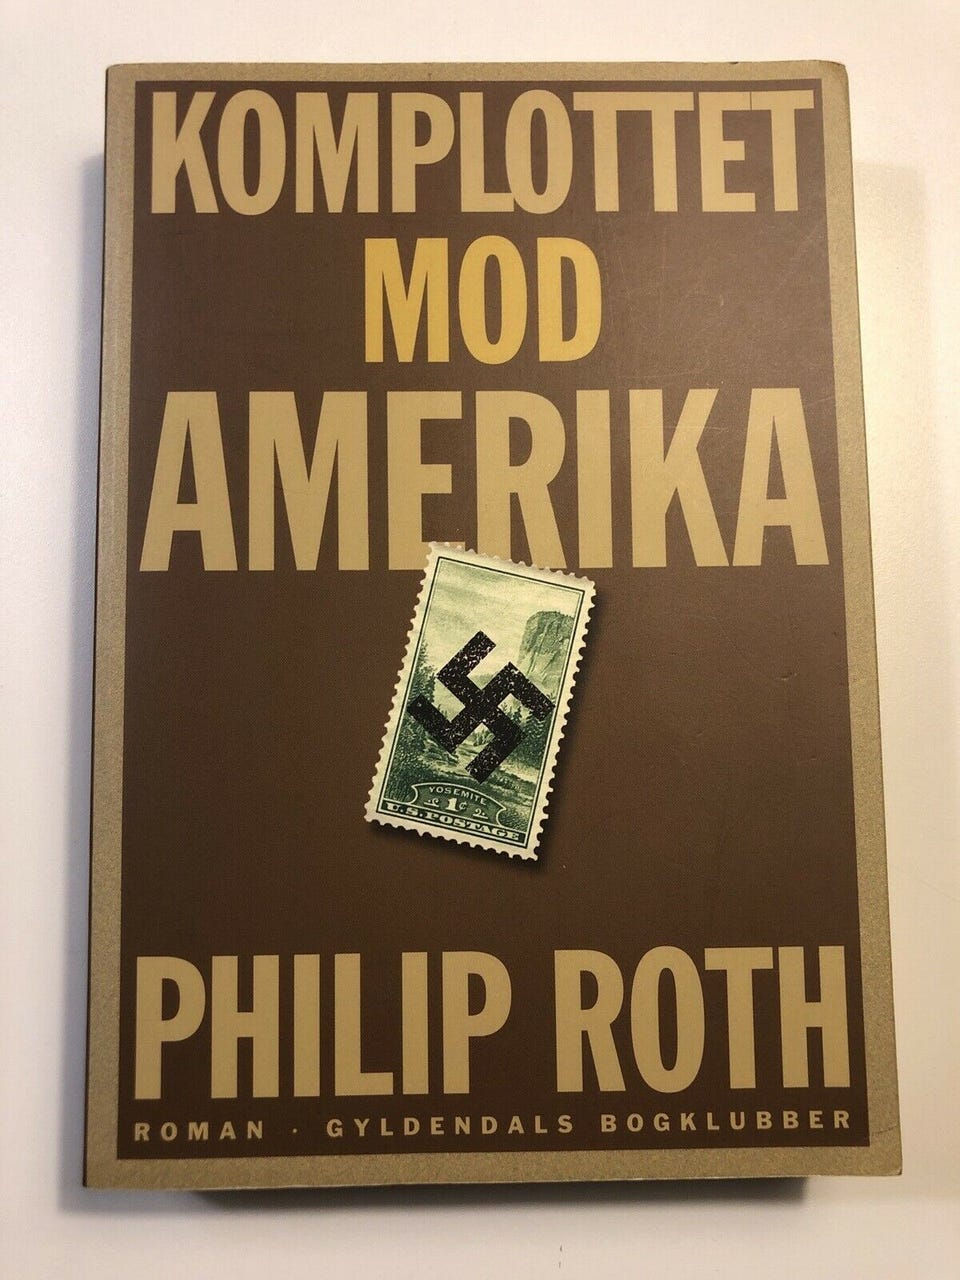 KOMPLOTTET
MOD
AMERIKA
YOSEMITE
1¢
U.S. POSTAGE
PHILIP ROTH
ROMAN · GYLDENDALS BOGKLUBBER